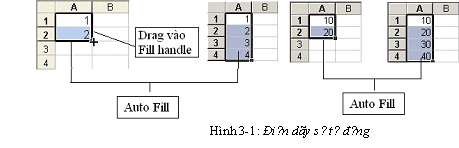 A B
1 1
2 2
3
4
Drag vào
Fill handle
A B
1 1
2 2
3 3
4 4
A B
1 10
2 20
3
4
A B
1 10
2 20
3 30
4 40
Auto Fill
Auto Fill
Hình 3-1: Đi?n dãy s? t? đ?ng